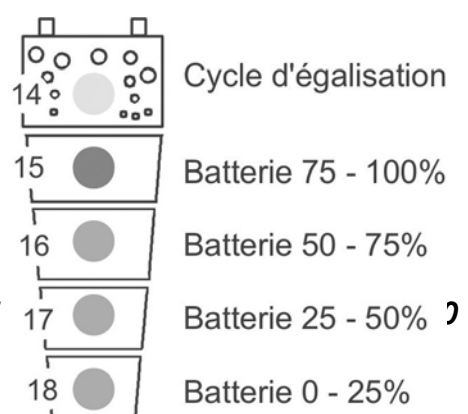 14 Cycle d'égalisation
15 Batterie 75 - 100%
16 Batterie 50 - 75%
17 Batterie 25 - 50%
18 Batterie 0 - 25%